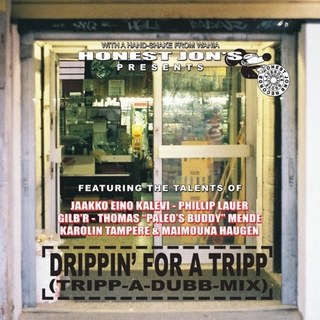 WITH A HAND-SHAKE FROM WANIA
HONEST JON'S
PRESENTS
FEATURING THE TALENTS OF
JAAKKO EINO KALEVI - PHILLIP LAUER
GILB'R - THOMAS "PALEO'S BUDDY" MENDE
KAROLIN TAMPERE & MAIMOUNA HAUGEN
DRIPPIN' FOR A TRIPP
(TRIPP-A-DUBB-MIX)